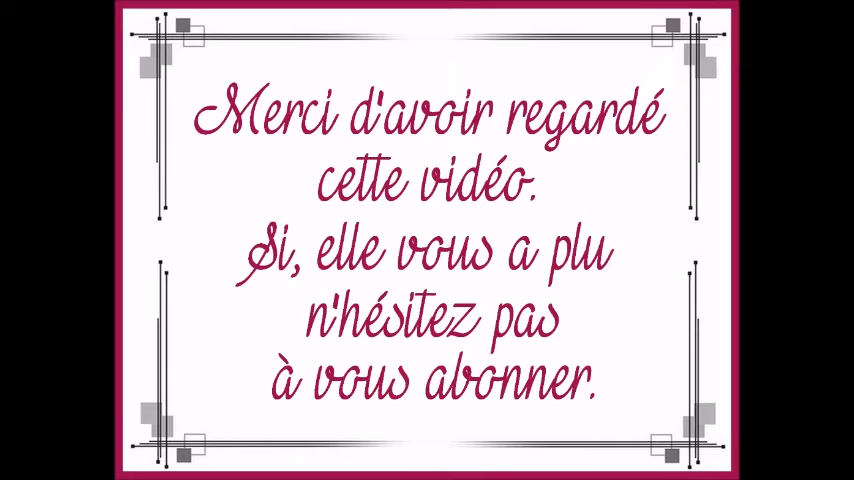 Merci d'avoir regardé
cette vidéo.
Si, elle vous a plu
n'hésitez pas
à vous abonner.